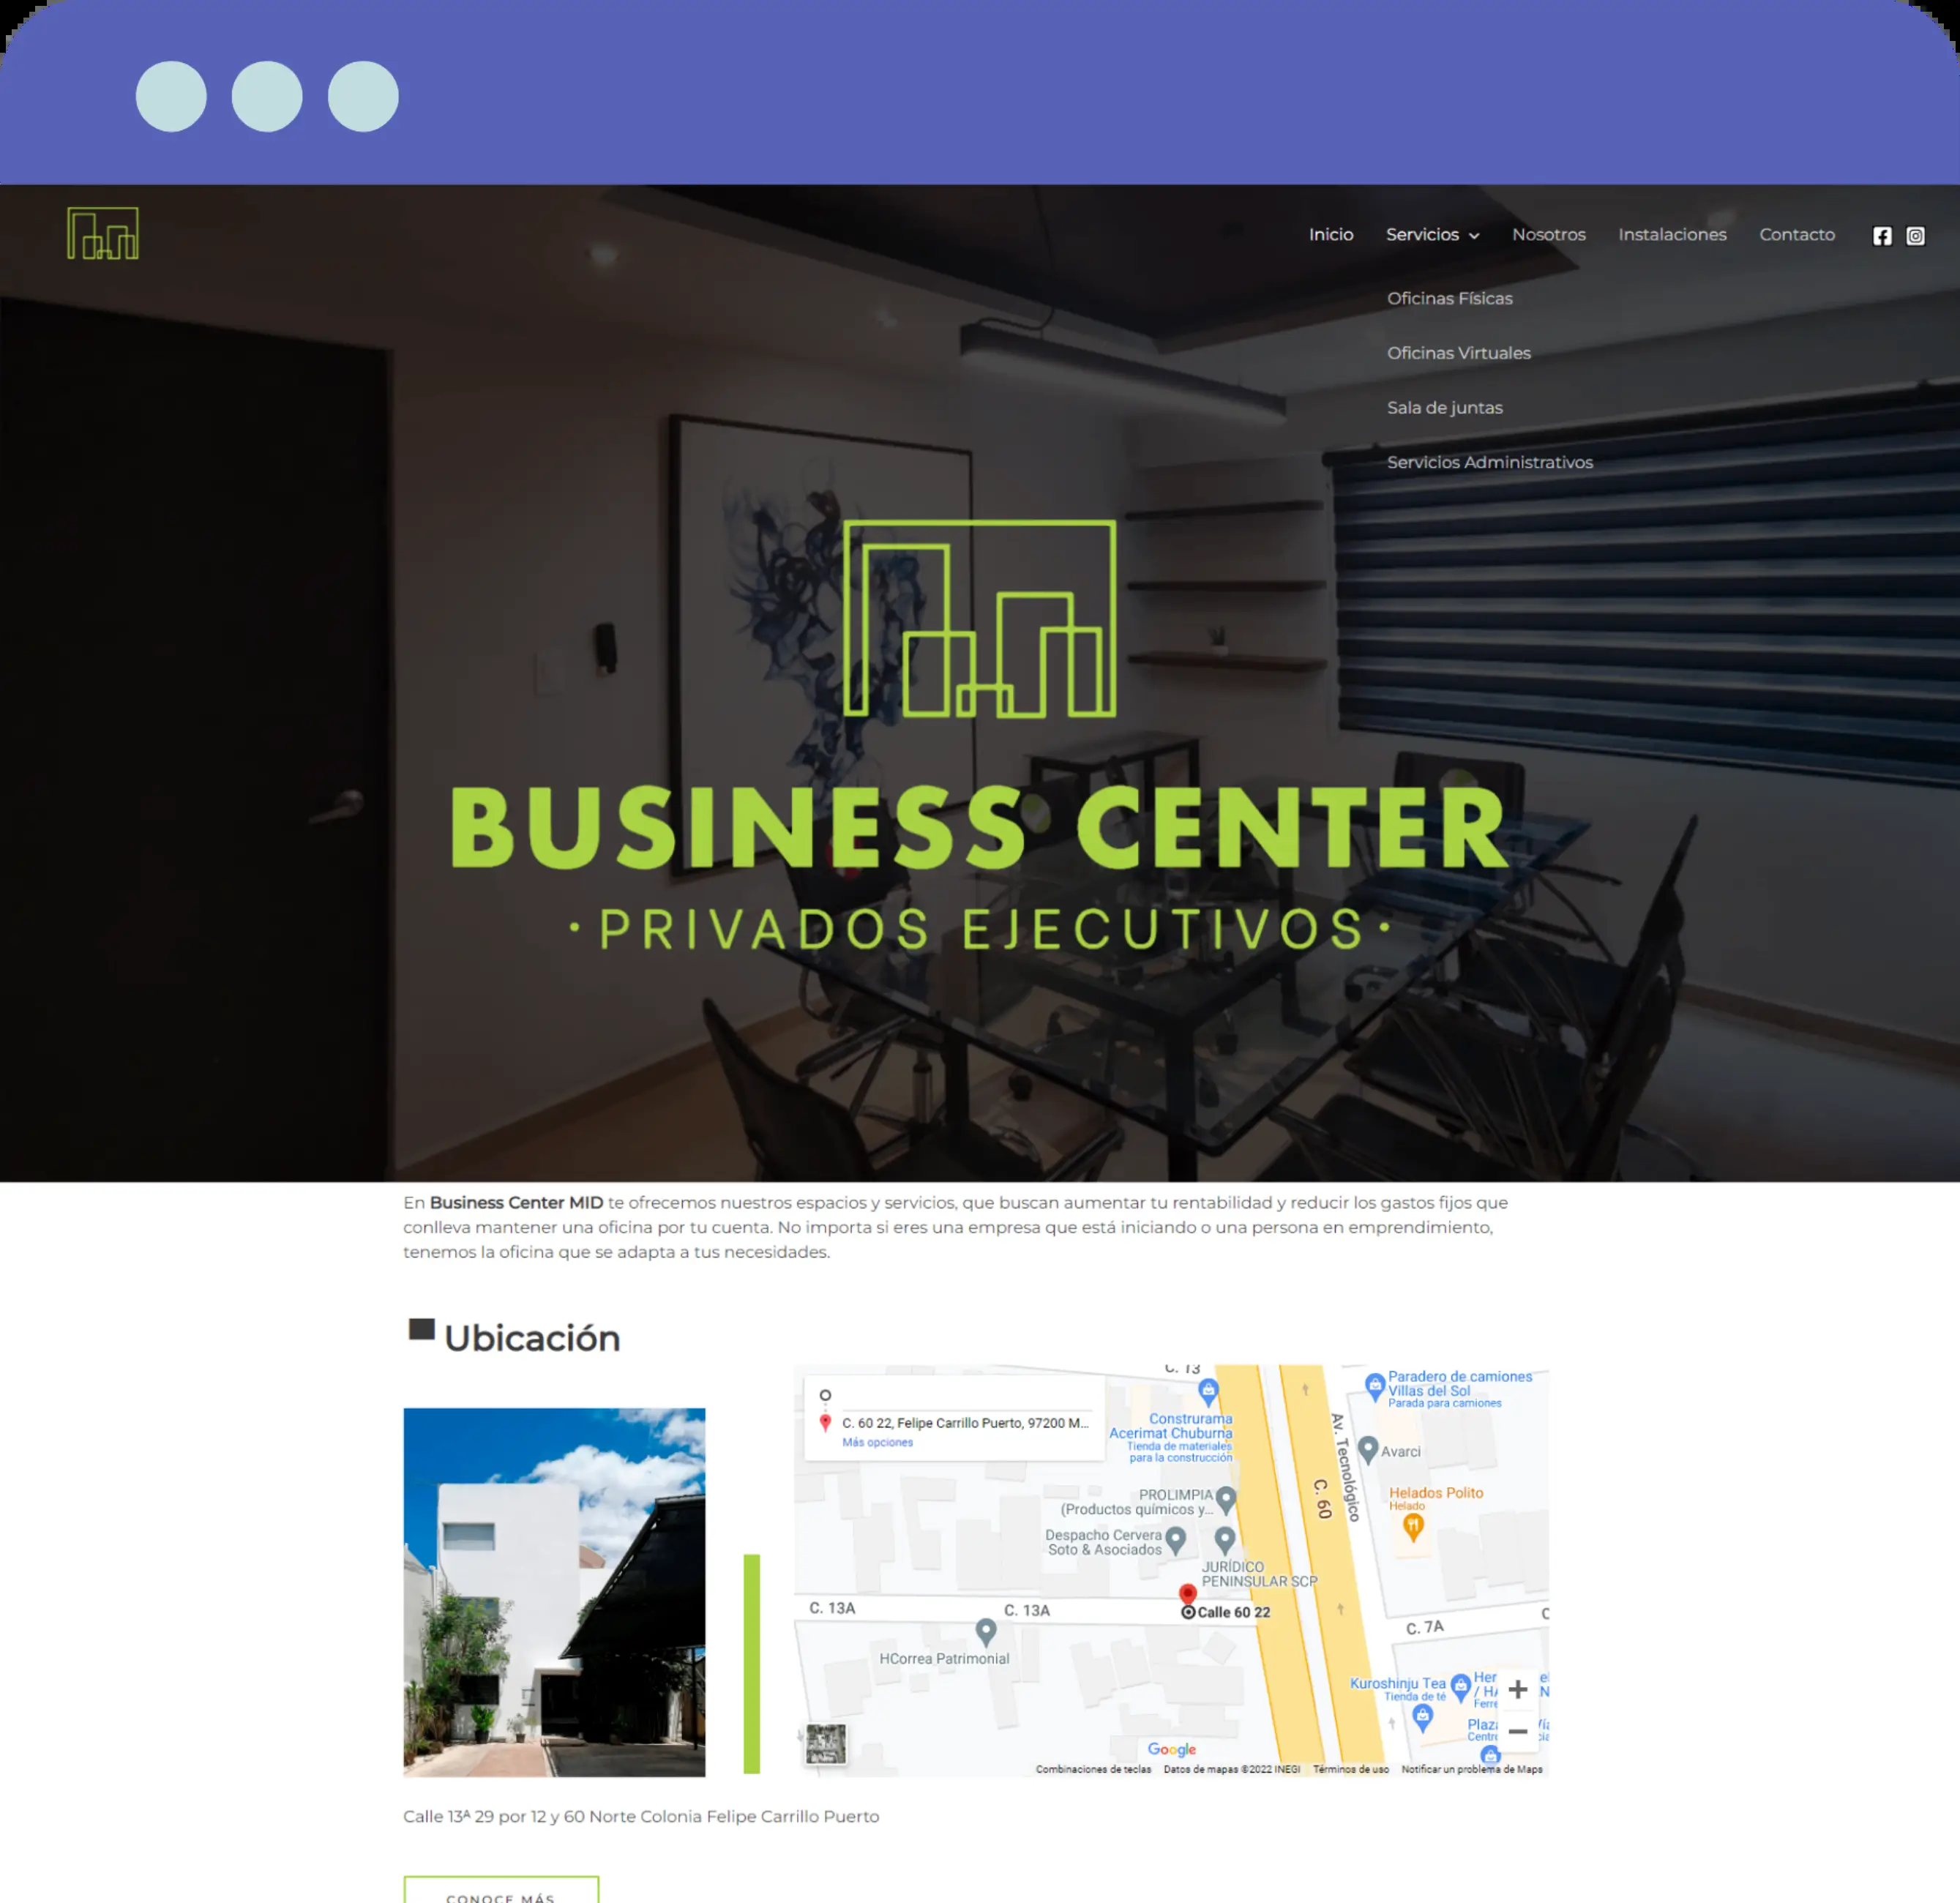 Inicio
Servicios
Nosotros
Instalaciones
Contacto
Oficinas Físicas
Oficinas Virtuales
Sala de juntas
Servicios Administrativos
BUSINESS CENTER
·PRIVADOS EJECUTIVOS·
En Business Center MID te ofrecemos nuestros espacios y servicios, que buscan aumentar tu rentabilidad y reducir los gastos fijos que
conlleva mantener una oficina por tu cuenta. No importa si eres una empresa que está iniciando o una persona en emprendimiento,
tenemos la oficina que se adapta a tus necesidades.
Ubicación
C. 13
C. 60 22, Felipe Carrillo Puerto, 97200 M...
Más opciones
Construrama
Acerimat Chuburna
Tienda de materiales
para la construcción
Paradero de camiones
Villas del Sol
Parada para camiones
Av. Tecnológico
C. 60
Avarci
PROLIMPIA
(Productos químicos y...
Helados Polito
Helado
Despacho Cervera
Soto & Asociados
JURÍDICO
PENINSULAR SCP
C. 13A
C. 13A
Calle 60 22
C. 7A
HCorrea Patrimonial
Kuroshinju Tea
Tienda de té
Google
Combinaciones de teclas
Datos de mapas ©2022 INEGI
Términos de uso
Notificar un problema de Maps
Calle 13ᴬ 29 por 12 y 60 Norte Colonia Felipe Carrillo Puerto
CONOCE MÁS